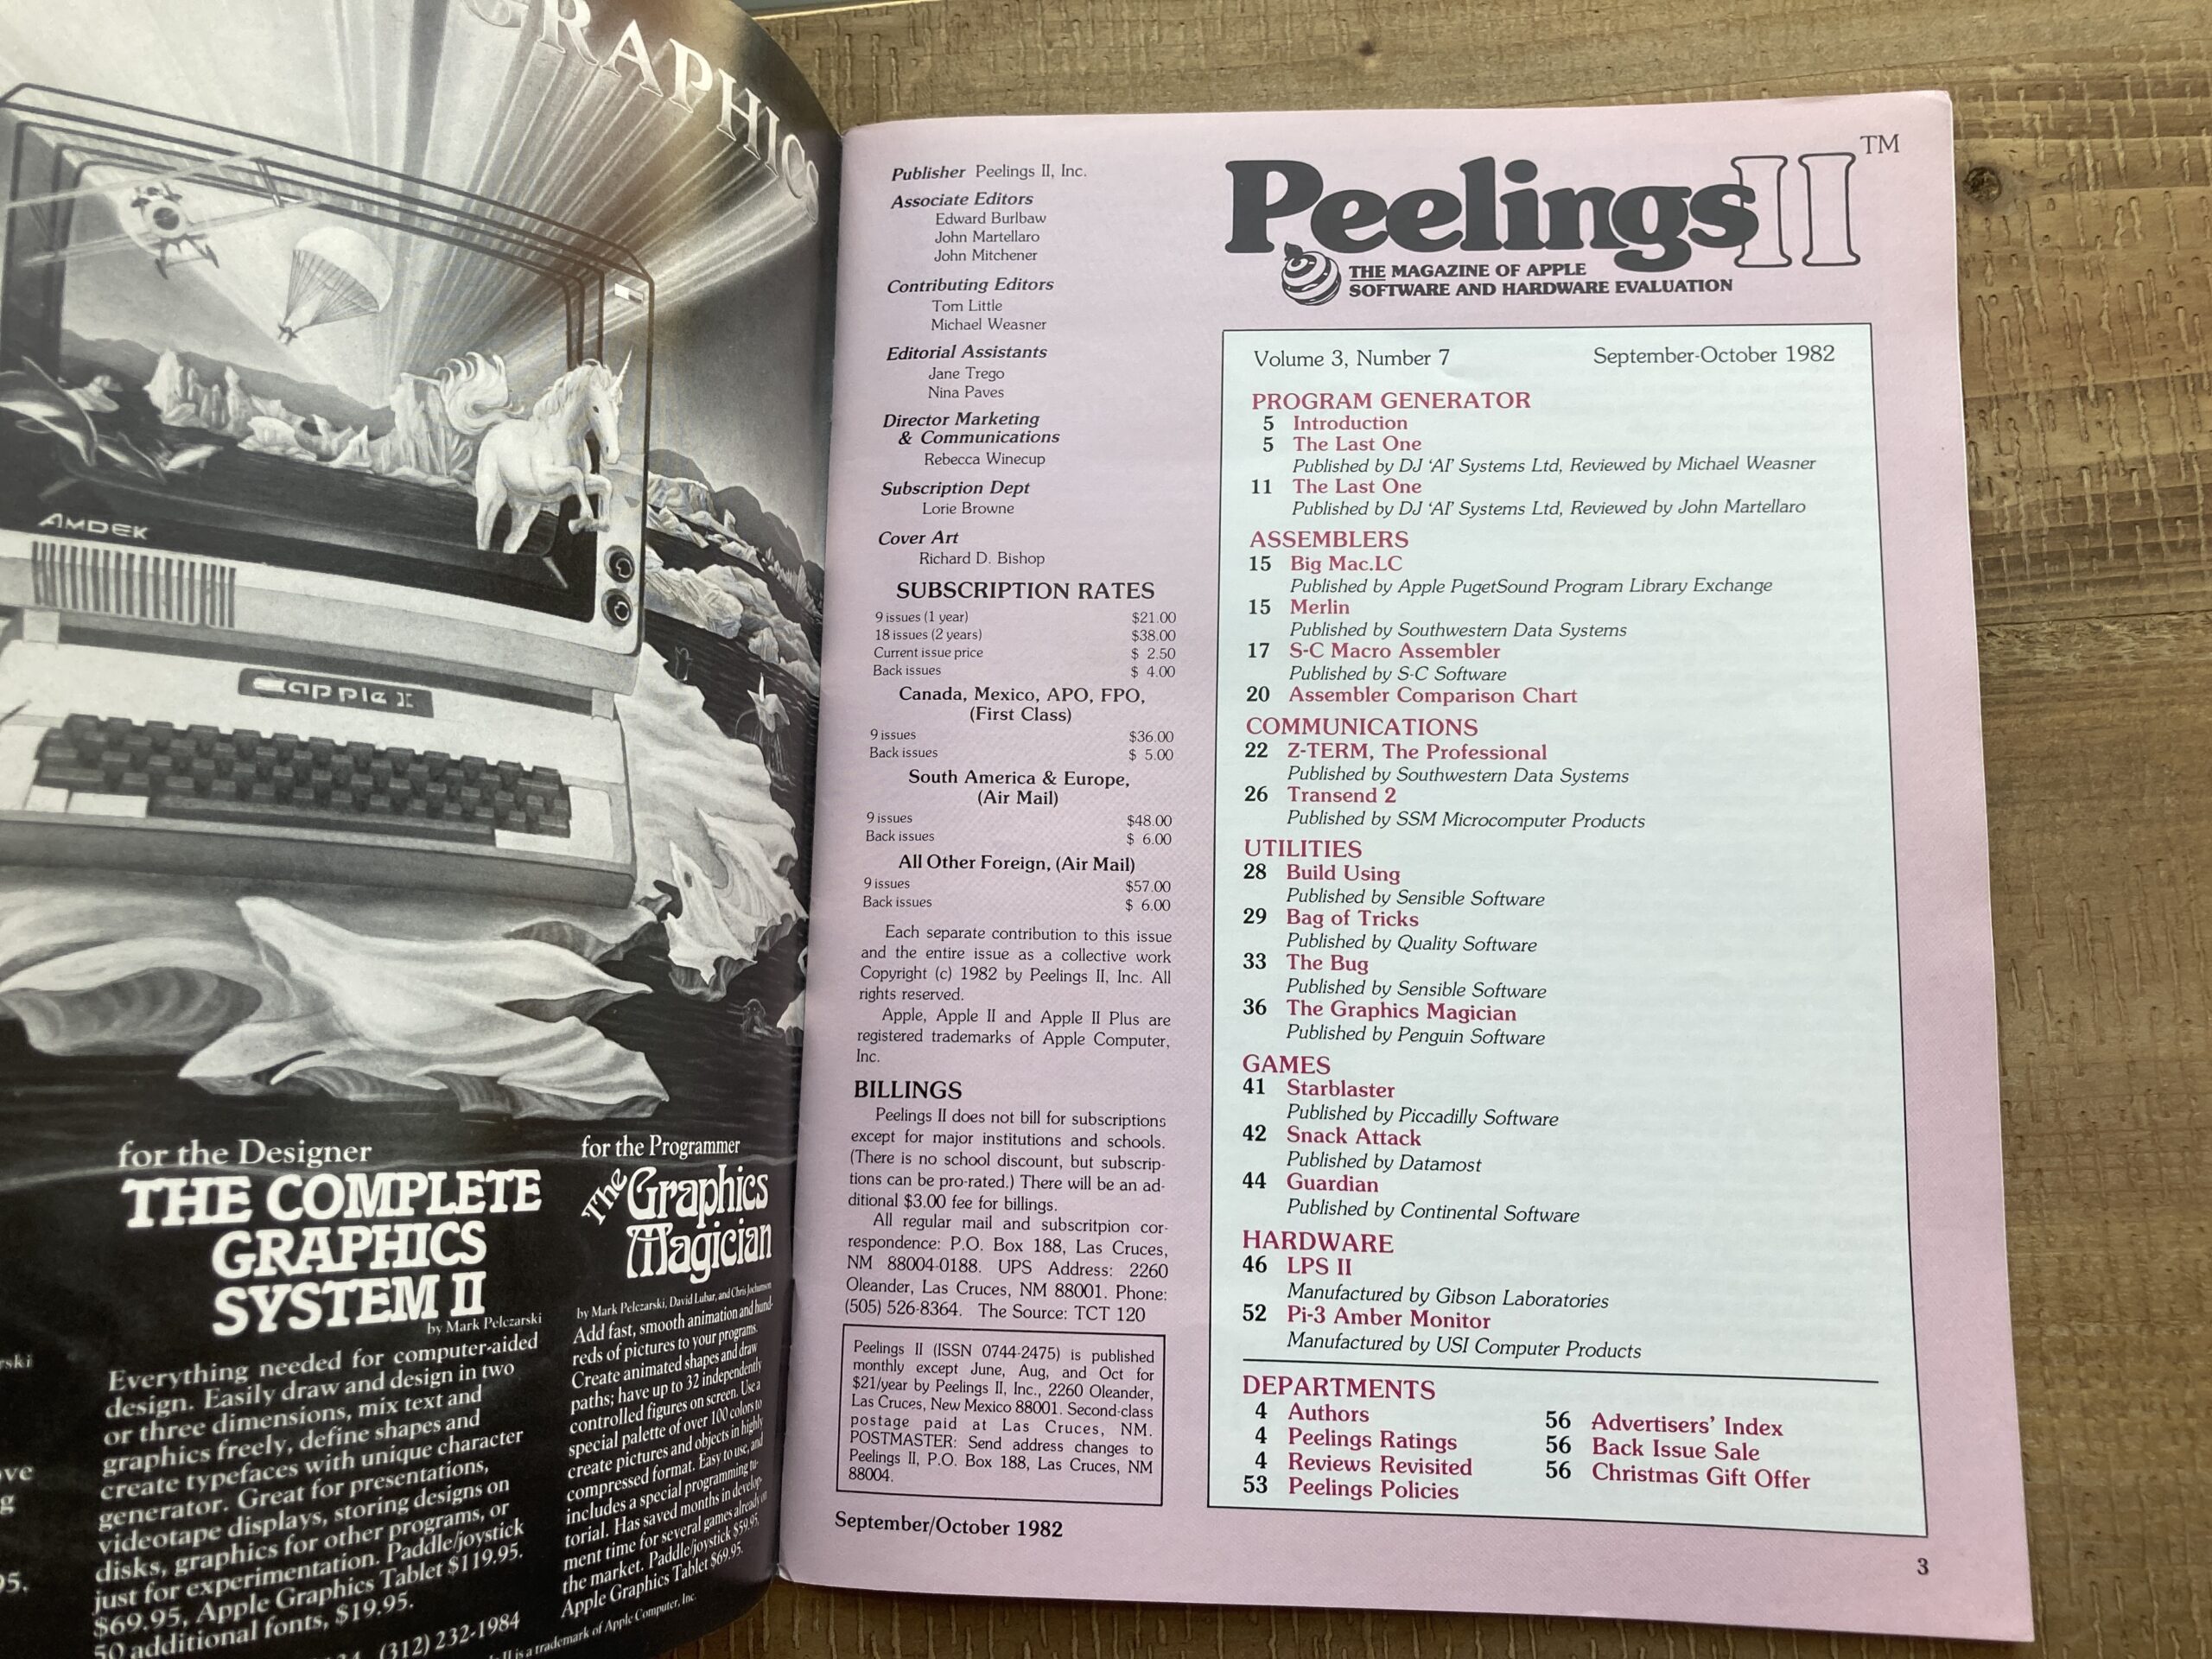 GRAPHICS
AMDEK
apple II
for the Designer
THE COMPLETE
GRAPHICS
SYSTEM II
by Mark Pelczarski
Everything needed for computer-aided
design. Easily draw and design in two
or three dimensions, mix text and
graphics freely, define shapes and
create typefaces with unique character
generator. Great for presentations,
videotape displays, storing designs on
disks, graphics for other programs, or
just for experimentation. Paddle/joystick
$69.95, Apple Graphics Tablet $119.95.
50 additional fonts, $19.95.
(312) 232-1984
for the Programmer
The Graphics
Magician
by Mark Pelczarski, David Lubar, and Chris Jochumson
Add fast, smooth animation and hund-
reds of pictures to your programs.
Create animated shapes and draw
paths; have up to 32 independently
controlled figures on screen. Use a
special palette of over 100 colors to
create pictures and objects in highly
compressed format. Easy to use, and
includes a special programming tu-
torial. Has saved months in develop-
ment time for several games already on
the market. Paddle/joystick $59.95,
Apple Graphics Tablet $69.95.
is a trademark of Apple Computer, Inc.
Publisher Peelings II, Inc.
Associate Editors
Edward Burlbaw
John Martellaro
John Mitchener
Contributing Editors
Tom Little
Michael Weasner
Editorial Assistants
Jane Trego
Nina Paves
Director Marketing
& Communications
Rebecca Winecup
Subscription Dept
Lorie Browne
Cover Art
Richard D. Bishop
SUBSCRIPTION RATES
9 issues (1 year) $21.00
18 issues (2 years) $38.00
Current issue price $ 2.50
Back issues $ 4.00
Canada, Mexico, APO, FPO,
(First Class)
9 issues $36.00
Back issues $ 5.00
South America & Europe,
(Air Mail)
9 issues $48.00
Back issues $ 6.00
All Other Foreign, (Air Mail)
9 issues $57.00
Back issues $ 6.00
Each separate contribution to this issue
and the entire issue as a collective work
Copyright (c) 1982 by Peelings II, Inc. All
rights reserved.
Apple, Apple II and Apple II Plus are
registered trademarks of Apple Computer,
Inc.
BILLINGS
Peelings II does not bill for subscriptions
except for major institutions and schools.
(There is no school discount, but subscrip-
tions can be pro-rated.) There will be an ad-
ditional $3.00 fee for billings.
All regular mail and subscritpion cor-
respondence: P.O. Box 188, Las Cruces,
NM 88004-0188. UPS Address: 2260
Oleander, Las Cruces, NM 88001. Phone:
(505) 526-8364. The Source: TCT 120
Peelings II (ISSN 0744-2475) is published
monthly except June, Aug, and Oct for
$21/year by Peelings II, Inc., 2260 Oleander,
Las Cruces, New Mexico 88001. Second-class
postage paid at Las Cruces, NM.
POSTMASTER: Send address changes to
Peelings II, P.O. Box 188, Las Cruces, NM
88004.
September/October 1982
Peelings II TM
THE MAGAZINE OF APPLE
SOFTWARE AND HARDWARE EVALUATION
Volume 3, Number 7 September-October 1982
PROGRAM GENERATOR
5 Introduction
5 The Last One
Published by DJ 'AI' Systems Ltd, Reviewed by Michael Weasner
11 The Last One
Published by DJ 'AI' Systems Ltd, Reviewed by John Martellaro
ASSEMBLERS
15 Big Mac.LC
Published by Apple PugetSound Program Library Exchange
15 Merlin
Published by Southwestern Data Systems
17 S-C Macro Assembler
Published by S-C Software
20 Assembler Comparison Chart
COMMUNICATIONS
22 Z-TERM, The Professional
Published by Southwestern Data Systems
26 Transend 2
Published by SSM Microcomputer Products
UTILITIES
28 Build Using
Published by Sensible Software
29 Bag of Tricks
Published by Quality Software
33 The Bug
Published by Sensible Software
36 The Graphics Magician
Published by Penguin Software
GAMES
41 Starblaster
Published by Piccadilly Software
42 Snack Attack
Published by Datamost
44 Guardian
Published by Continental Software
HARDWARE
46 LPS II
Manufactured by Gibson Laboratories
52 Pi-3 Amber Monitor
Manufactured by USI Computer Products
DEPARTMENTS
4 Authors
4 Peelings Ratings
4 Reviews Revisited
53 Peelings Policies
56 Advertisers' Index
56 Back Issue Sale
56 Christmas Gift Offer
3